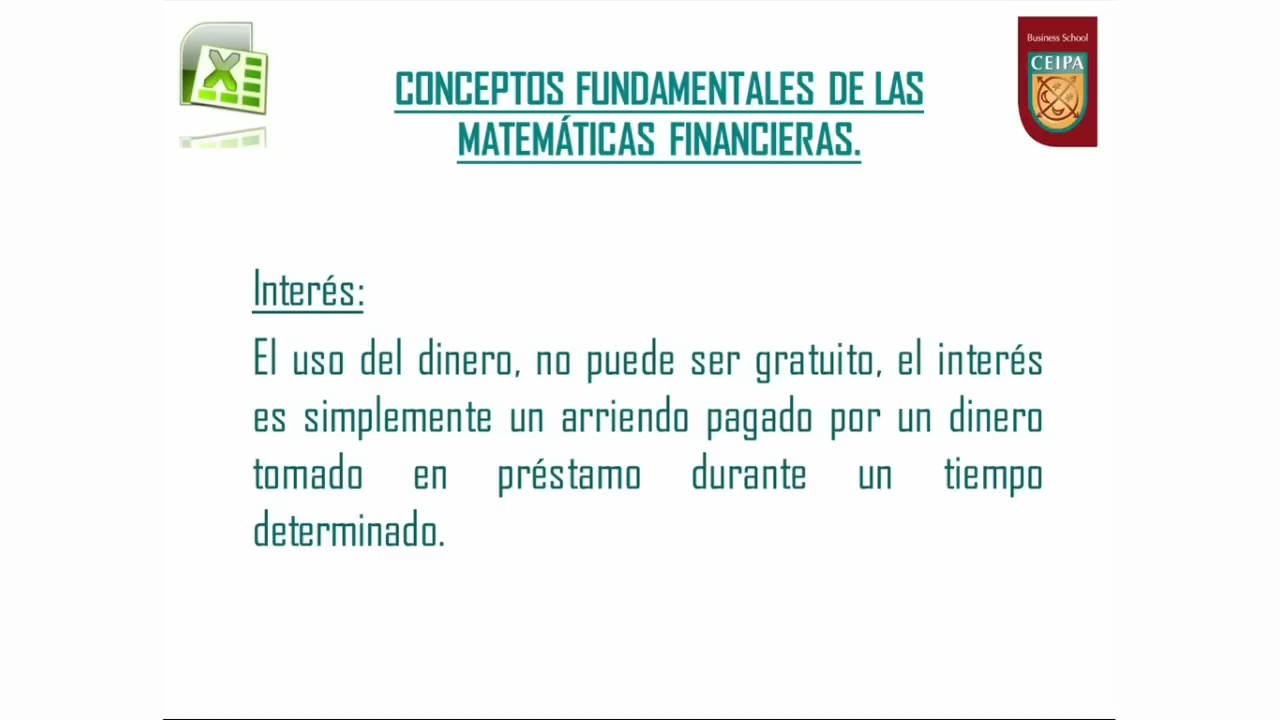 Business School
CEIPA
CONCEPTOS FUNDAMENTALES DE LAS
MATEMÁTICAS FINANCIERAS.
Interés:
El uso del dinero, no puede ser gratuito, el interés
es simplemente un arriendo pagado por un dinero
tomado en préstamo durante un tiempo
determinado.